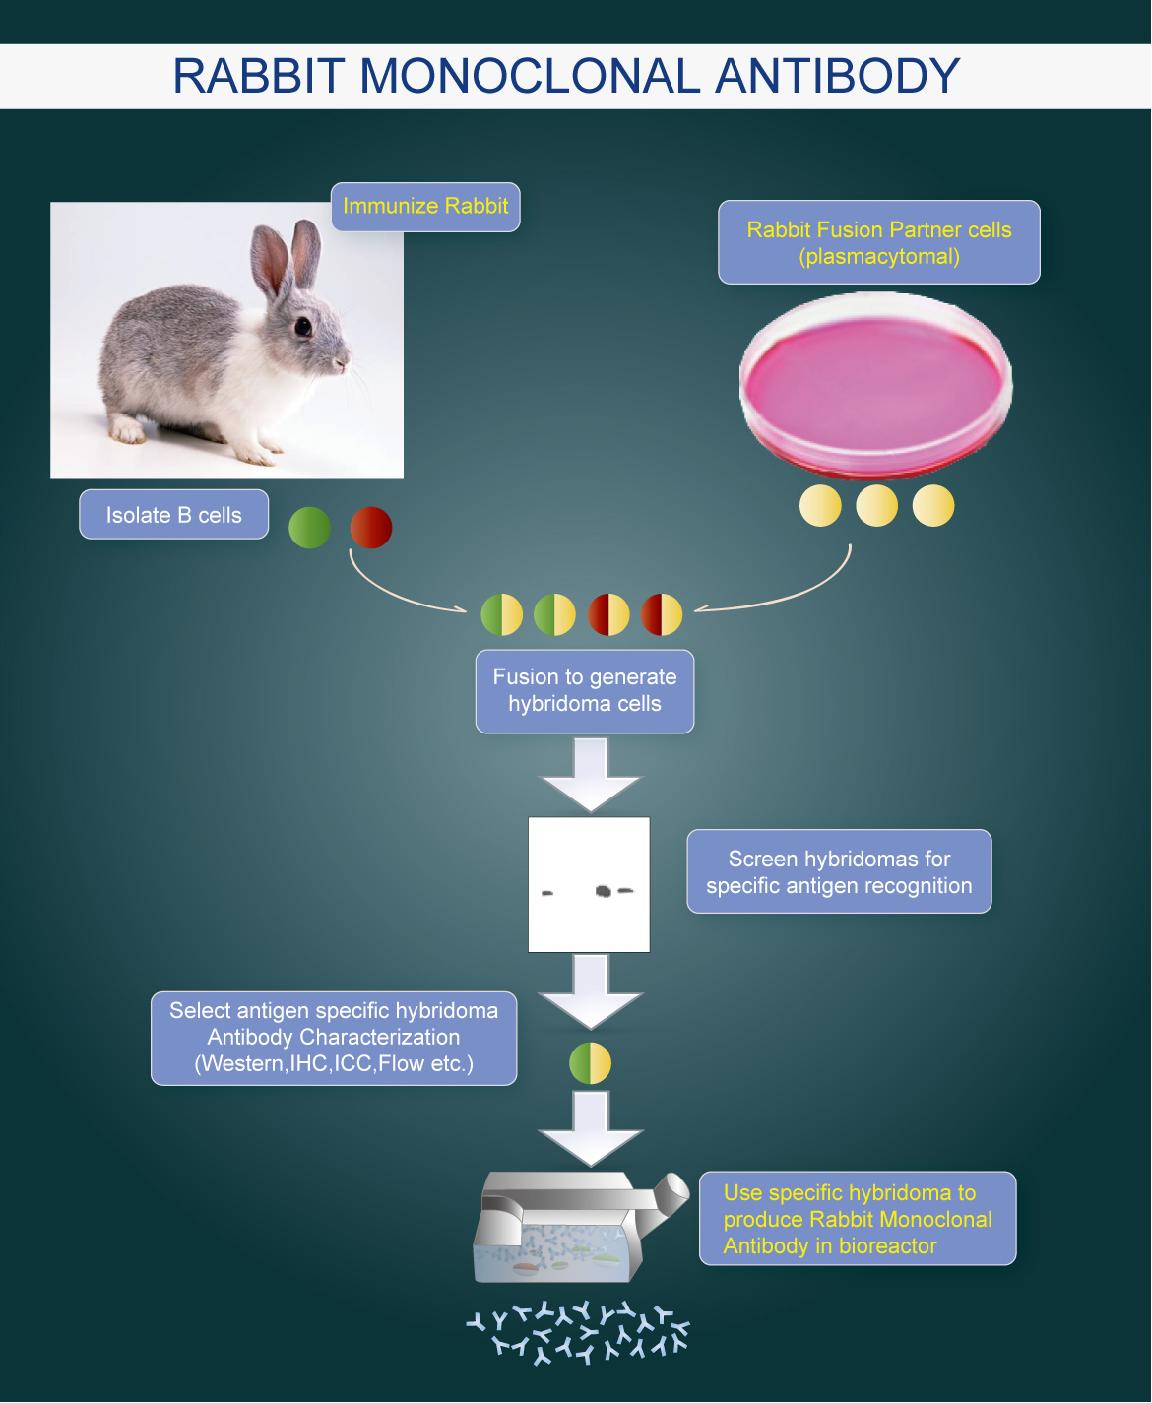 RABBIT MONOCLONAL ANTIBODY
Immunize Rabbit
Rabbit Fusion Partner cells
(plasmacytomal)
Isolate B cells
Fusion to generate
hybridoma cells
Screen hybridomas for
specific antigen recognition
Select antigen specific hybridoma
Antibody Characterization
(Western,IHC,ICC,Flow etc.)
Use specific hybridoma to
produce Rabbit Monoclonal
Antibody in bioreactor